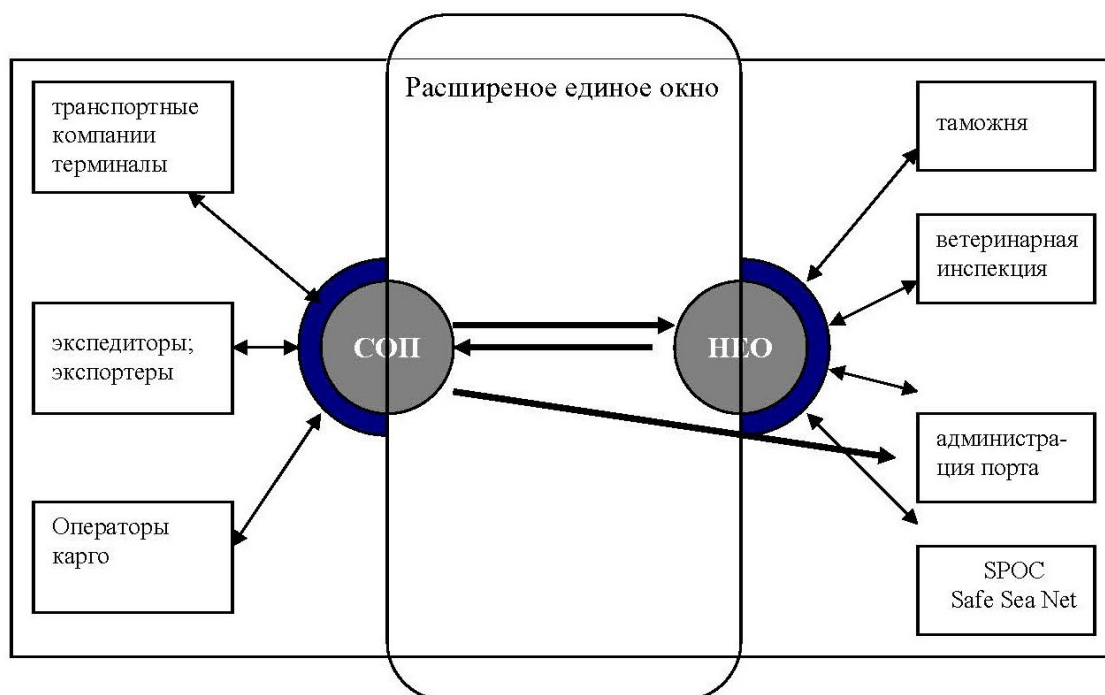 Расширеное единое окно
транспортные
компании
терминалы
экспедиторы;
экспортеры
Операторы
карго
СОП
НЕО
таможня
ветеринарная
инспекция
администра-
ция порта
SPOC
Safe Sea Net